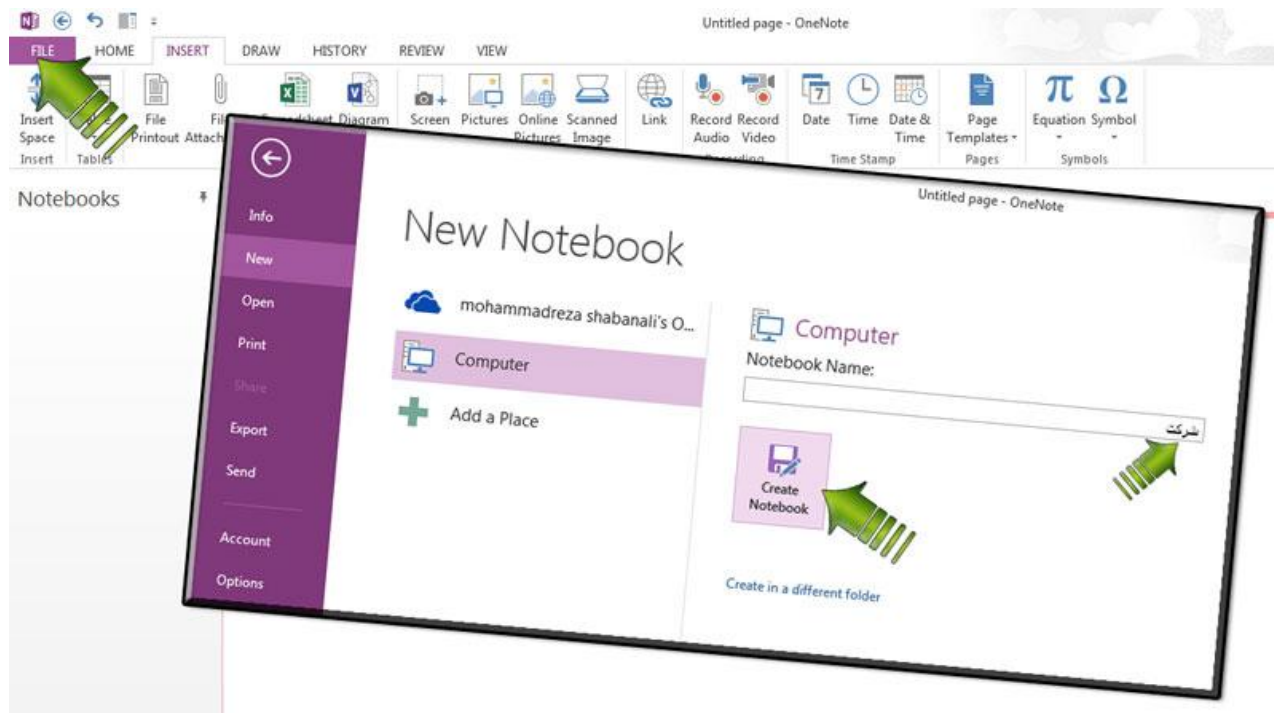 Untitled page - OneNote
FILE HOME INSERT DRAW HISTORY REVIEW VIEW
Insert Space
File Printout
Diagram
Screen
Pictures
Online Pictures
Scanned Image
Link
Record Audio
Record Video
Date
Time
Date & Time
Page Templates
Equation
Symbol
Insert Tables Time Stamp Pages Symbols
Notebooks
Untitled page - OneNote
Info
New
Open
Print
Share
Export
Send
Account
Options
New Notebook
mohammadreza shabanali's O...
Computer
Add a Place
Computer
Notebook Name:
شرکت
Create
Notebook
Create in a different folder